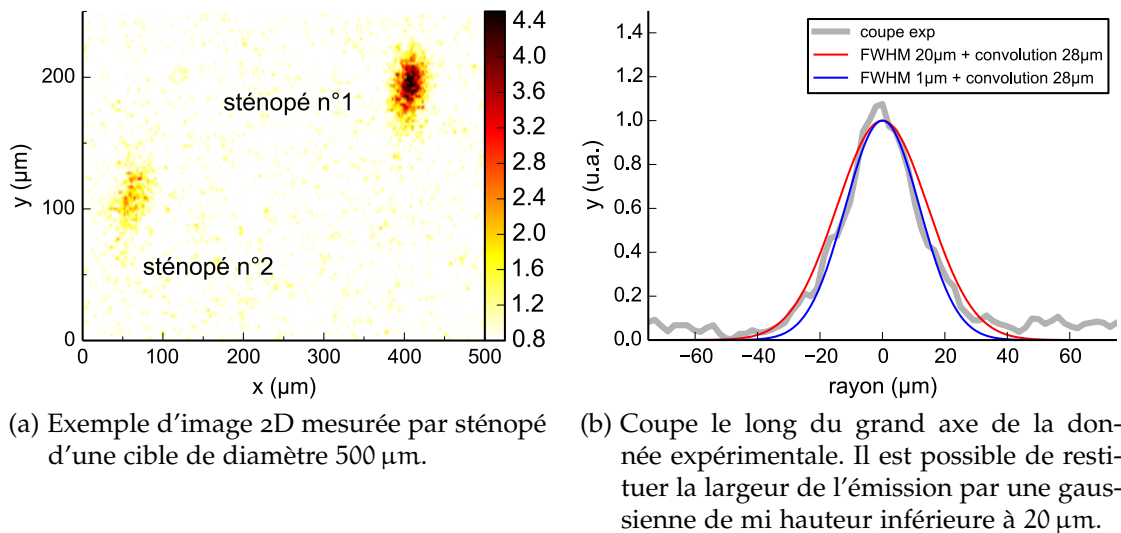 sténopé n°1
sténopé n°2
y (µm)
200
100
0
0 100 200 300 400 500
x (µm)
4.4
4.0
3.6
3.2
2.8
2.4
2.0
1.6
1.2
0.8
coupe exp
FWHM 20µm + convolution 28µm
FWHM 1µm + convolution 28µm
y (u.a.)
1.4
1.2
1.0
0.8
0.6
0.4
0.2
0.0
−60 −40 −20 0 20 40 60
rayon (µm)
(a) Exemple d'image 2D mesurée par sténopé
d'une cible de diamètre 500 µm.
(b) Coupe le long du grand axe de la don-
née expérimentale. Il est possible de resti-
tuer la largeur de l'émission par une gaus-
sienne de mi hauteur inférieure à 20 µm.